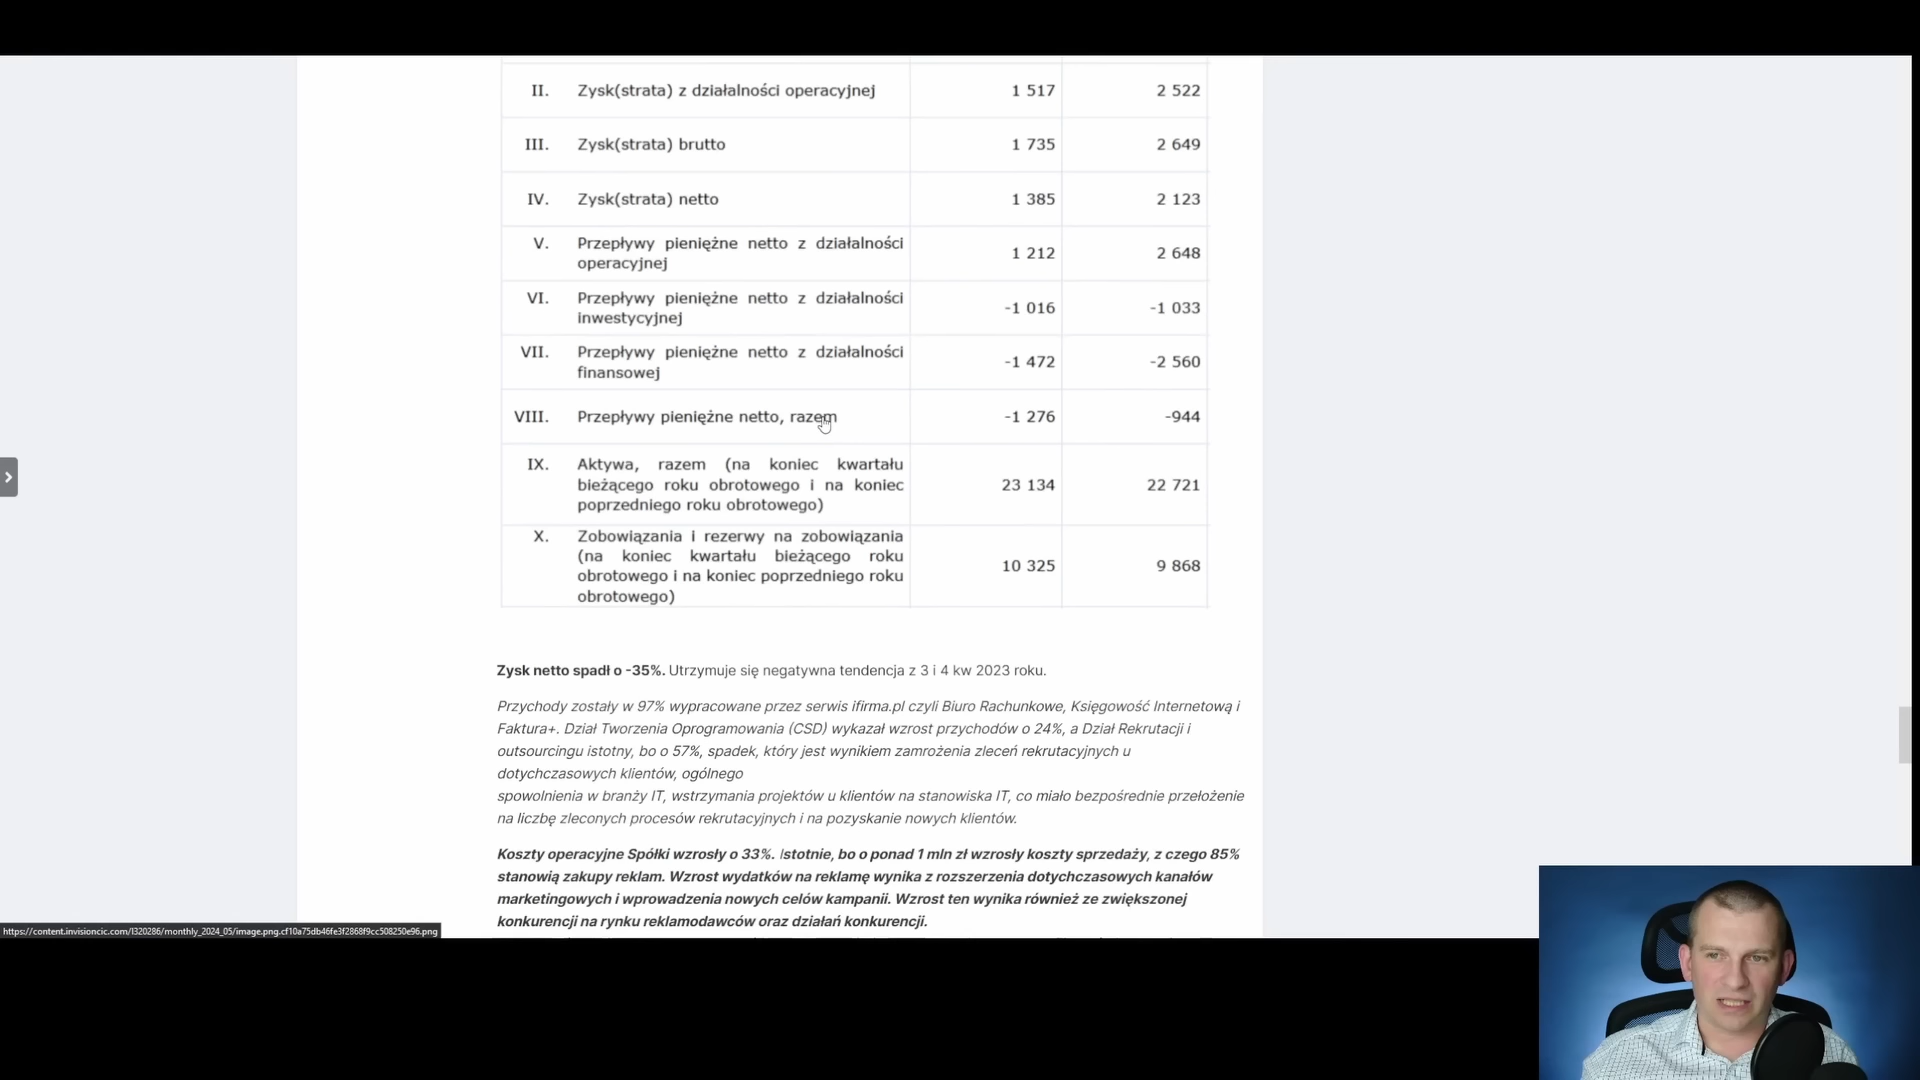 II. Zysk(strata) z działalności operacyjnej 1 517 2 522
III. Zysk(strata) brutto 1 735 2 649
IV. Zysk(strata) netto 1 385 2 123
V. Przepływy pieniężne netto z działalności
operacyjnej 1 212 2 648
VI. Przepływy pieniężne netto z działalności
inwestycyjnej -1 016 -1 033
VII. Przepływy pieniężne netto z działalności
finansowej -1 472 -2 560
VIII. Przepływy pieniężne netto, razem -1 276 -944
IX. Aktywa, razem (na koniec kwartału
bieżącego roku obrotowego i na koniec 23 134 22 721
poprzedniego roku obrotowego)
X. Zobowiązania i rezerwy na zobowiązania
(na koniec kwartału bieżącego roku
obrotowego i na koniec poprzedniego roku 10 325 9 868
obrotowego)
Zysk netto spadł o -35%. Utrzymuje się negatywna tendencja z 3 i 4 kw 2023 roku.
Przychody zostały w 97% wypracowane przez serwis ifirma.pl czyli Biuro Rachunkowe, Księgowość Internetową i
Faktura+. Dział Tworzenia Oprogramowania (CSD) wykazał wzrost przychodów o 24%, a Dział Rekrutacji i
outsourcingu istotny, bo o 57%, spadek, który jest wynikiem zamrożenia zleceń rekrutacyjnych u
dotychczasowych klientów, ogólnego
spowolnienia w branży IT, wstrzymania projektów u klientów na stanowiska IT, co miało bezpośrednie przełożenie
na liczbę zleconych procesów rekrutacyjnych i na pozyskanie nowych klientów.
Koszty operacyjne Spółki wzrosły o 33%. Istotnie, bo o ponad 1 mln zł wzrosły koszty sprzedaży, z czego 85%
stanowią zakupy reklam. Wzrost wydatków na reklamę wynika z rozszerzenia dotychczasowych kanałów
marketingowych i wprowadzenia nowych celów kampanii. Wzrost ten wynika również ze zwiększonej
konkurencji na rynku reklamodawców oraz działań konkurencji.
https://content.invisioncic.com/l320286/monthly_2024_05/image.png.cf10a75db46fe3f2868f9cc508250e96.png